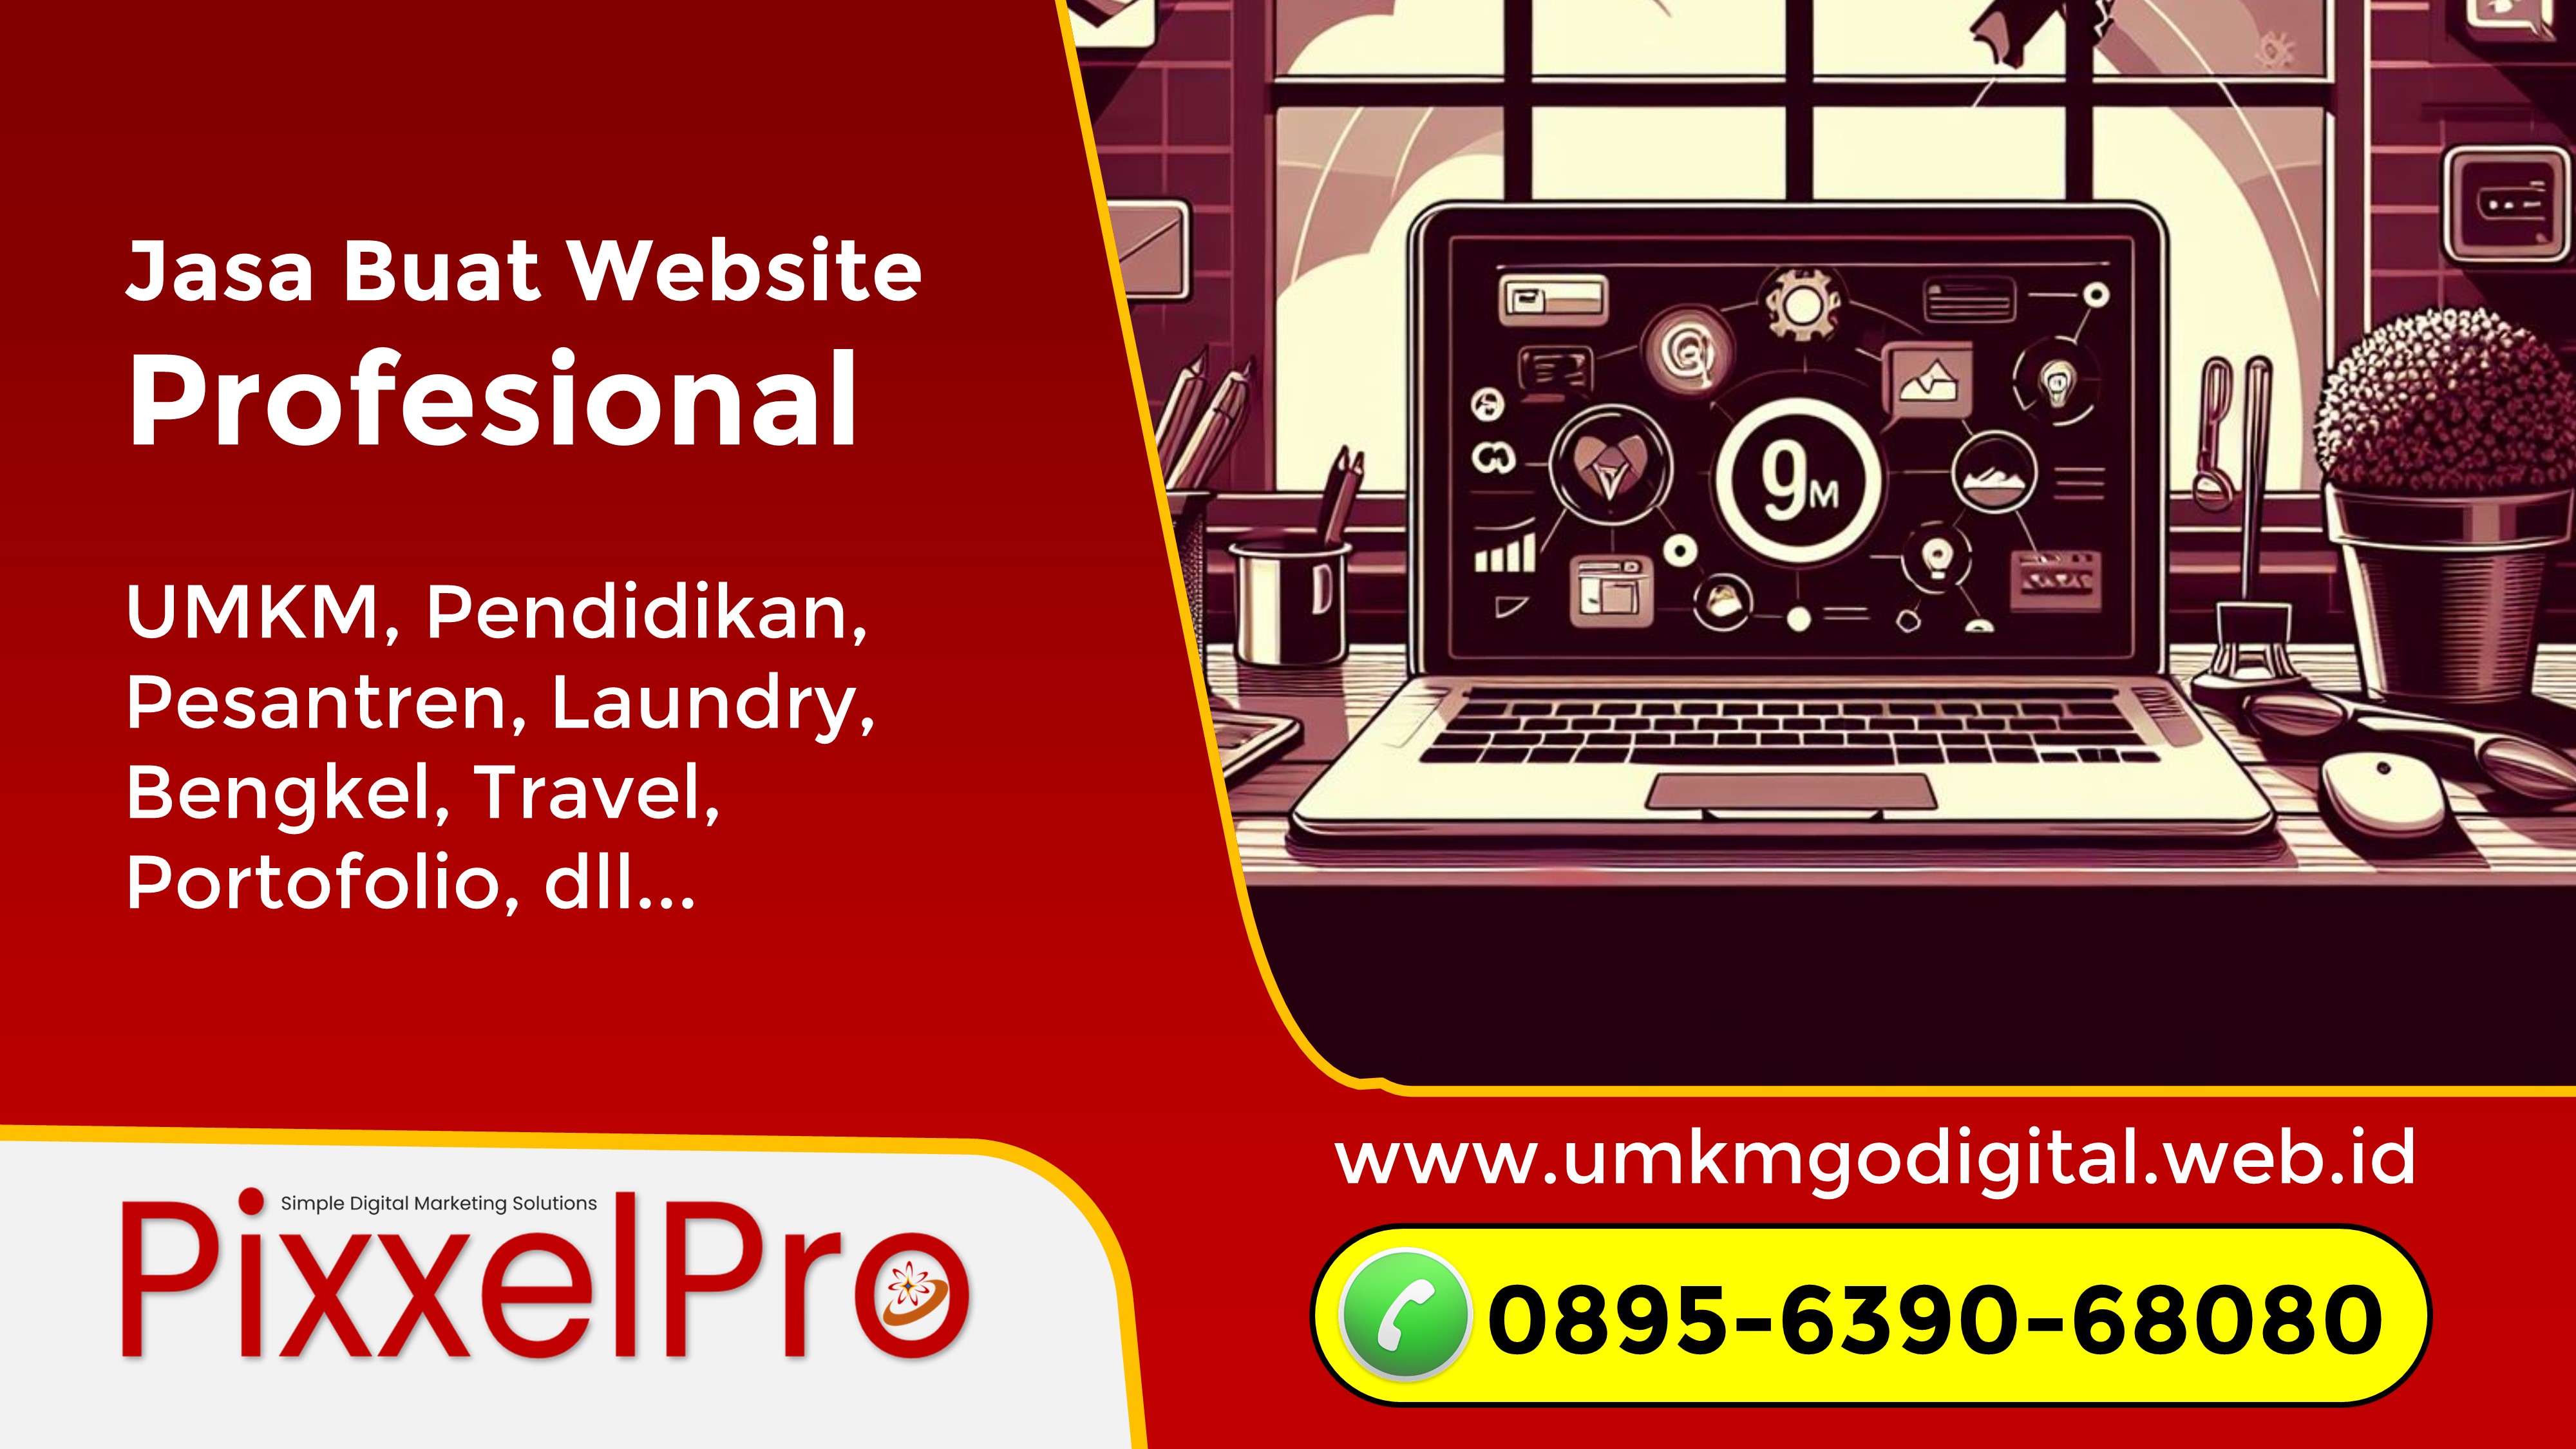 Jasa Buat Website
Profesional
UMKM, Pendidikan,
Pesantren, Laundry,
Bengkel, Travel,
Portofolio, dll...
9M
Simple Digital Marketing Solutions
PixxelPro
www.umkmgodigital.web.id
0895-6390-68080